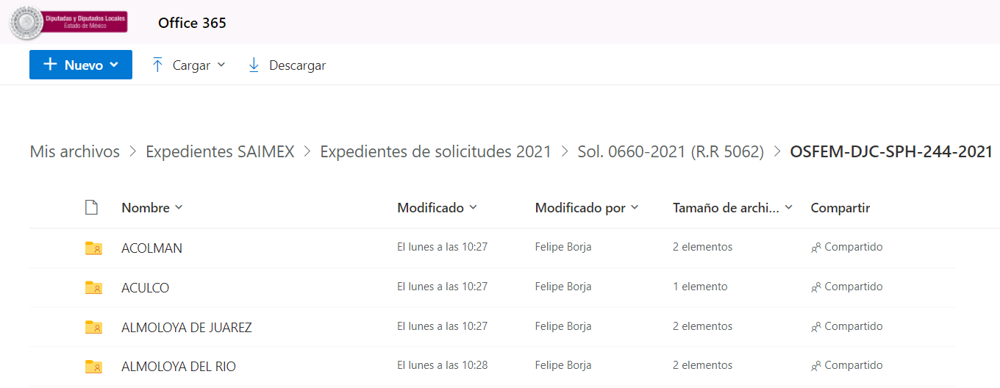 Diputadas y Diputados Locales
Estado de México
Office 365
Nuevo Cargar Descargar
Mis archivos > Expedientes SAIMEX > Expedientes de solicitudes 2021 > Sol. 0660-2021 (R.R 5062) > OSFEM-DJC-SPH-244-2021
Nombre Modificado Modificado por Tamaño de archi... Compartir
ACOLMAN El lunes a las 10:27 Felipe Borja 2 elementos Compartido
ACULCO El lunes a las 10:27 Felipe Borja 1 elemento Compartido
ALMOLOYA DE JUAREZ El lunes a las 10:27 Felipe Borja 2 elementos Compartido
ALMOLOYA DEL RIO El lunes a las 10:28 Felipe Borja 2 elementos Compartido